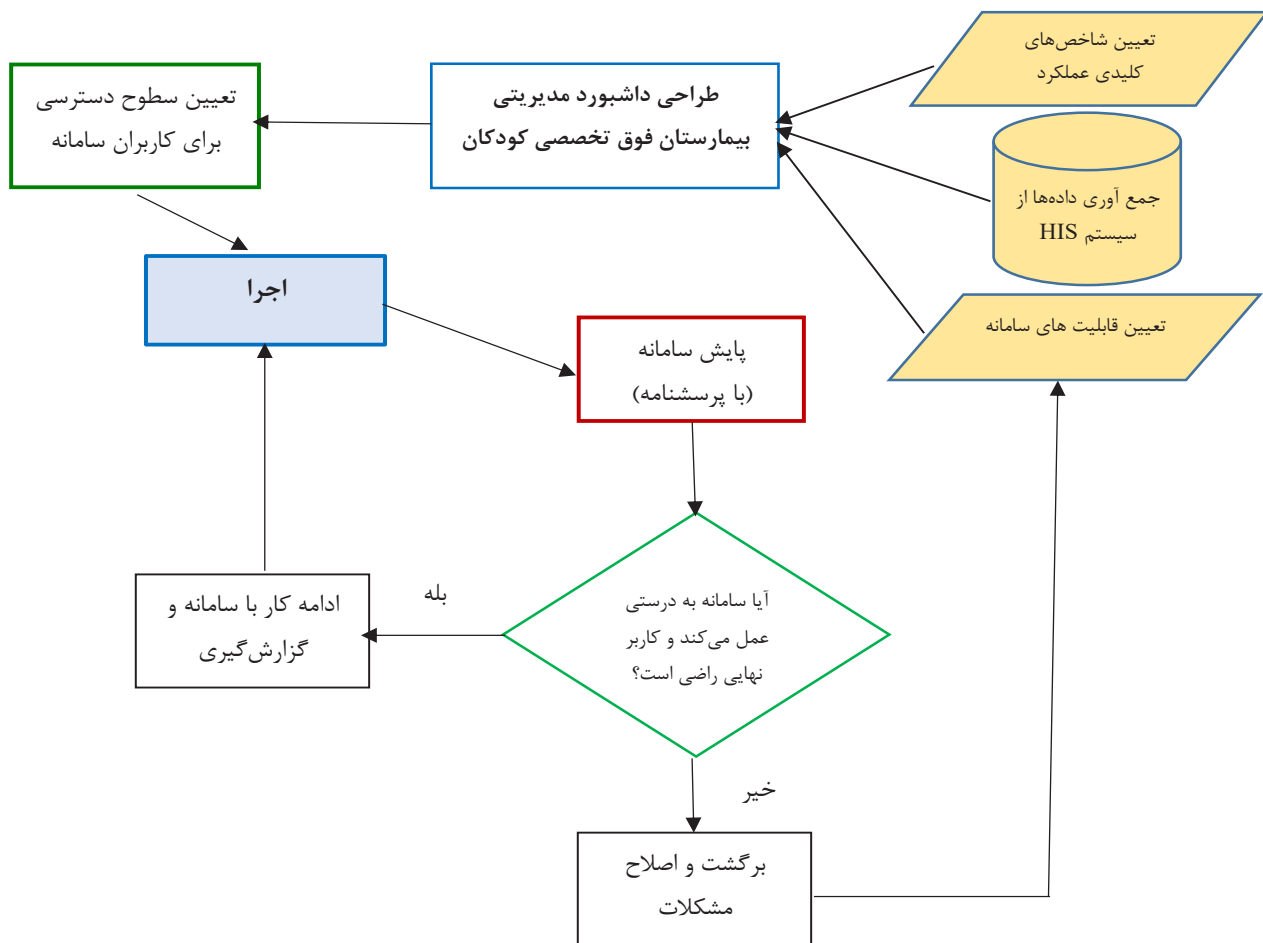 تعیین شاخص‌های
کلیدی عملکرد
جمع آوری داده‌ها از
سیستم HIS
تعیین قابلیت های سامانه
طراحی داشبورد مدیریتی
بیمارستان فوق تخصصی کودکان
تعیین سطوح دسترسی
برای کاربران سامانه
اجرا
پایش سامانه
(با پرسشنامه)
آیا سامانه به درستی
عمل می‌کند و کاربر
نهایی راضی است؟
بله
ادامه کار با سامانه و
گزارش‌گیری
خیر
برگشت و اصلاح
مشکلات